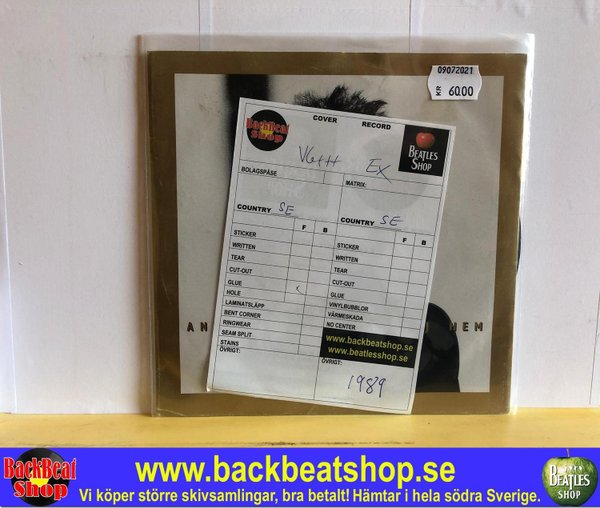 09072021
KR 60.00
COVER RECORD
BackBeat Shop
BEATLES SHOP
VG+++ EX
BOLAGSPÅSE MATRIX:
COUNTRY SE COUNTRY SE
F B F B
STICKER STICKER
WRITTEN WRITTEN
TEAR TEAR
CUT-OUT CUT-OUT
GLUE GLUE
HOLE VINYLBUBBLOR
LAMINATSLÄPP VÄRMESKADA
BENT CORNER NO CENTER
RINGWEAR
SEAM SPLIT
STAINS
ÖVRIGT: ÖVRIGT:
www.backbeatshop.se
www.beatlesshop.se
1989
AN HEM
BackBeat Shop
www.backbeatshop.se
Vi köper större skivsamlingar, bra betalt! Hämtar i hela södra Sverige.
BEATLES SHOP